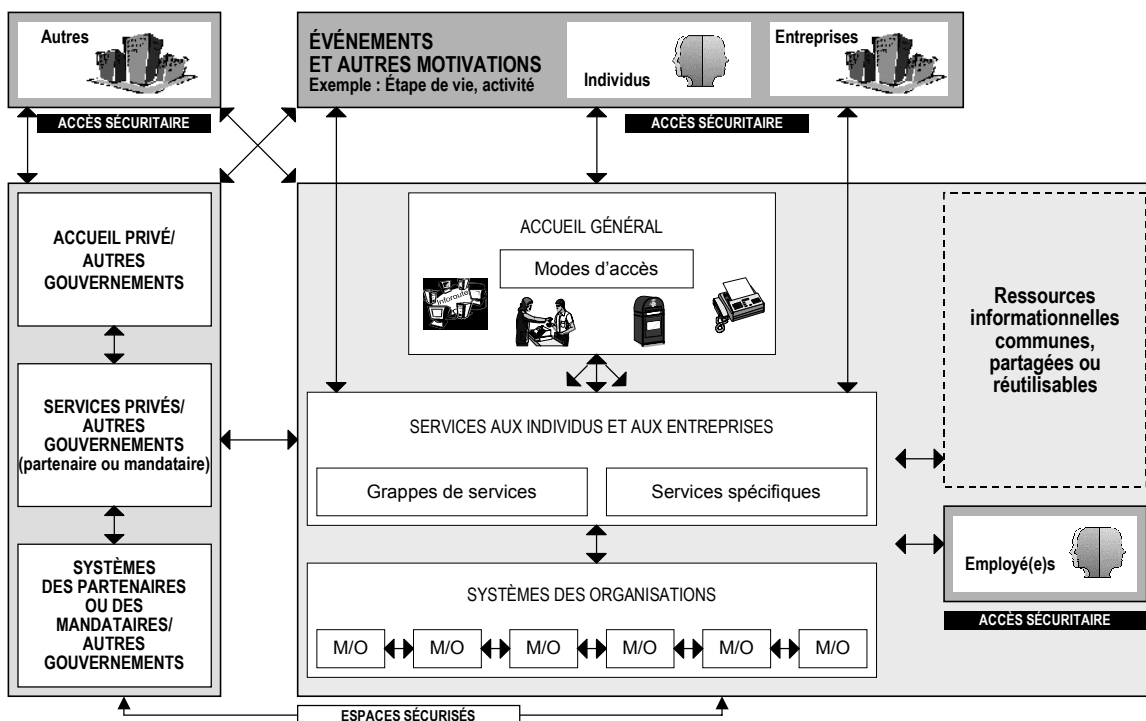 Autres
ÉVÉNEMENTS
ET AUTRES MOTIVATIONS
Exemple : Étape de vie, activité
Individus
Entreprises
ACCÈS SÉCURITAIRE
ACCÈS SÉCURITAIRE
ACCUEIL PRIVÉ/
AUTRES
GOUVERNEMENTS
SERVICES PRIVÉS/
AUTRES
GOUVERNEMENTS
(partenaire ou mandataire)
SYSTÈMES
DES PARTENAIRES
OU DES
MANDATAIRES/
AUTRES
GOUVERNEMENTS
ACCUEIL GÉNÉRAL
Modes d'accès
Inforoute
SERVICES AUX INDIVIDUS ET AUX ENTREPRISES
Grappes de services
Services spécifiques
SYSTÈMES DES ORGANISATIONS
M/O
M/O
M/O
M/O
M/O
M/O
Ressources
informationnelles
communes,
partagées ou
réutilisables
Employé(e)s
ACCÈS SÉCURITAIRE
ESPACES SÉCURISÉS